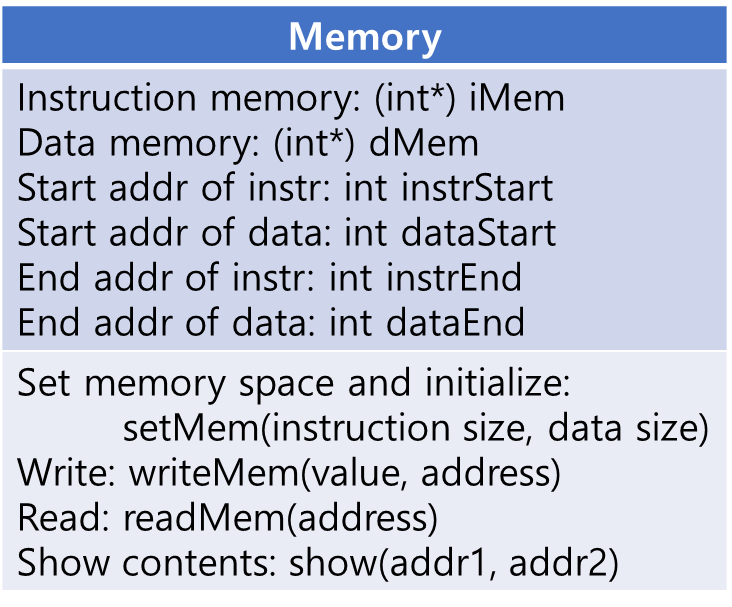 Memory
Instruction memory: (int*) iMem
Data memory: (int*) dMem
Start addr of instr: int instrStart
Start addr of data: int dataStart
End addr of instr: int instrEnd
End addr of data: int dataEnd
Set memory space and initialize:
setMem(instruction size, data size)
Write: writeMem(value, address)
Read: readMem(address)
Show contents: show(addr1, addr2)